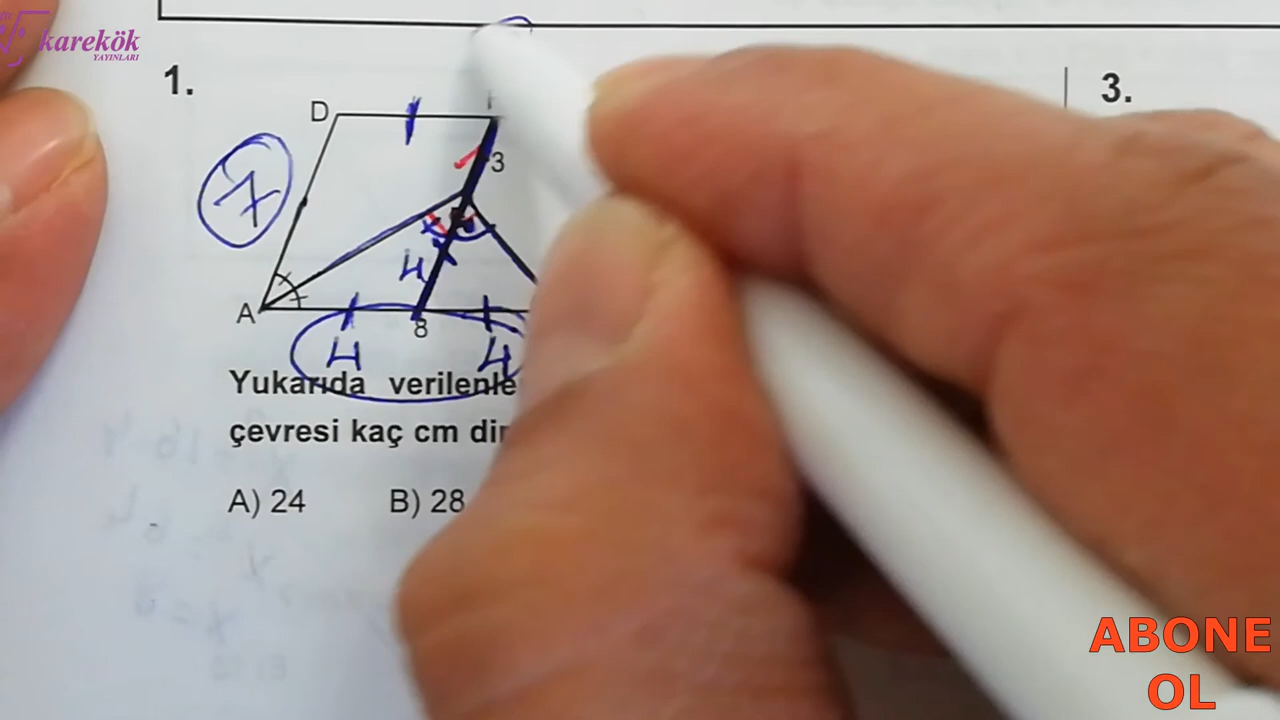 karekök
YAYINLARI
1.
3.
D
3
7
4
A
8
4 4
Yukarıda verilenle
çevresi kaç cm dir
A) 24 B) 28
ABONE
OL